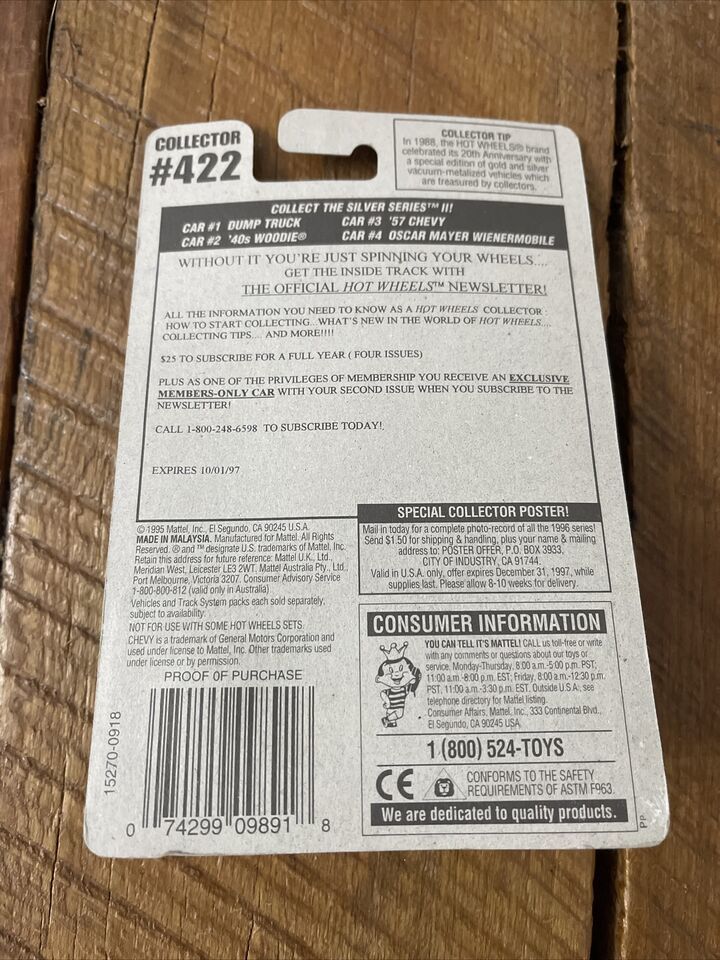 COLLECTOR
#422
COLLECTOR TIP
In 1988, the HOT WHEELS® brand
celebrated its 20th Anniversary with
a special edition of gold and silver
vacuum-metalized vehicles which
are treasured by collectors.
COLLECT THE SILVER SERIES™ II!
CAR #1 DUMP TRUCK CAR #3 '57 CHEVY
CAR #2 '40s WOODIE® CAR #4 OSCAR MAYER WIENERMOBILE
WITHOUT IT YOU'RE JUST SPINNING YOUR WHEELS....
GET THE INSIDE TRACK WITH
THE OFFICIAL HOT WHEELS™ NEWSLETTER!
ALL THE INFORMATION YOU NEED TO KNOW AS A HOT WHEELS COLLECTOR :
HOW TO START COLLECTING...WHAT'S NEW IN THE WORLD OF HOT WHEELS....
COLLECTING TIPS.... AND MORE!!!!
$25 TO SUBSCRIBE FOR A FULL YEAR ( FOUR ISSUES)
PLUS AS ONE OF THE PRIVILEGES OF MEMBERSHIP YOU RECEIVE AN EXCLUSIVE
MEMBERS-ONLY CAR WITH YOUR SECOND ISSUE WHEN YOU SUBSCRIBE TO THE
NEWSLETTER!
CALL 1-800-248-6598 TO SUBSCRIBE TODAY!
EXPIRES 10/01/97
© 1995 Mattel, Inc., El Segundo, CA 90245 U.S.A.
MADE IN MALAYSIA. Manufactured for Mattel. All Rights
Reserved. ® and ™ designate U.S. trademarks of Mattel, Inc.
Retain this address for future reference: Mattel U.K., Ltd.,
Meridian West, Leicester LE3 2WT. Mattel Australia Pty., Ltd.,
Port Melbourne, Victoria 3207. Consumer Advisory Service
1-800-800-812 (valid only in Australia)
Vehicles and Track System packs each sold separately,
subject to availability.
NOT FOR USE WITH SOME HOT WHEELS SETS.
CHEVY is a trademark of General Motors Corporation and
used under license to Mattel, Inc. Other trademarks used
under license or by permission.
PROOF OF PURCHASE
15270-0918
0 74299 09891 8
SPECIAL COLLECTOR POSTER!
Mail in today for a complete photo-record of all the 1996 series!
Send $1.50 for shipping & handling, plus your name & mailing
address to: POSTER OFFER, P.O. BOX 3933,
CITY OF INDUSTRY, CA 91744.
Valid in U.S.A. only, offer expires December 31, 1997, while
supplies last. Please allow 8-10 weeks for delivery.
CONSUMER INFORMATION
YOU CAN TELL IT'S MATTEL! CALL us toll-free or write
with any comments or questions about our toys or
service. Monday-Thursday, 8:00 a.m.-5:00 p.m. PST;
11:00 a.m.-8:00 p.m. EST; Friday, 8:00 a.m.-12:30 p.m.
PST, 11:00 a.m.-3:30 p.m. EST. Outside U.S.A., see
telephone directory for Mattel listing.
Consumer Affairs, Mattel, Inc., 333 Continental Blvd.,
El Segundo, CA 90245 USA.
1 (800) 524-TOYS
CE CONFORMS TO THE SAFETY
REQUIREMENTS OF ASTM F963.
We are dedicated to quality products.
PP